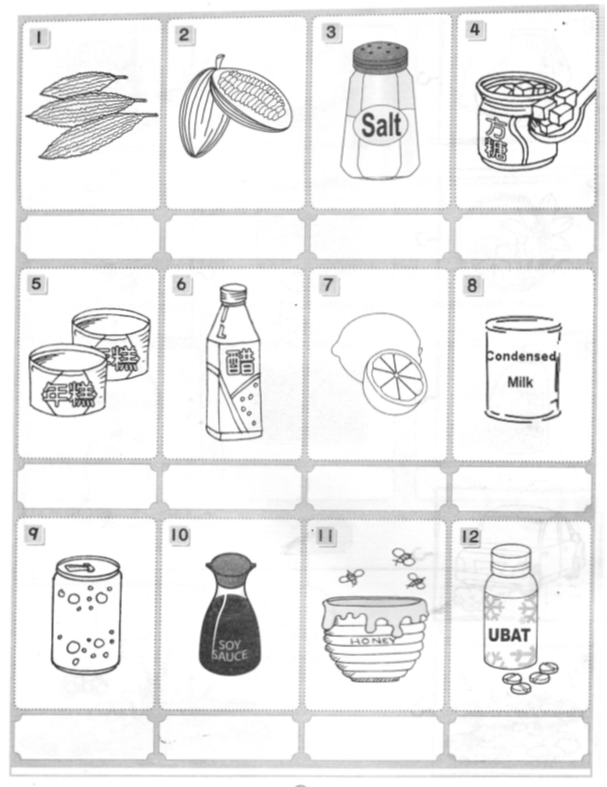 1
2
3
4
Salt
方
糖
5
6
7
8
糕
年糕
醋
Condensed
Milk
9
10
11
12
SOY
SAUCE
HONEY
UBAT